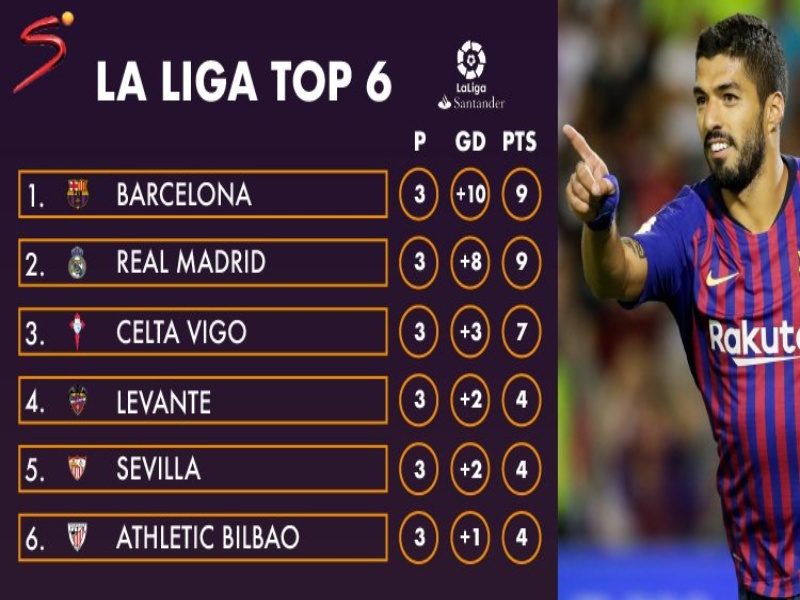 LA LIGA TOP 6
LaLiga
Santander
P GD PTS
1. BARCELONA 3 +10 9
2. REAL MADRID 3 +8 9
3. CELTA VIGO 3 +3 7
4. LEVANTE 3 +2 4
5. SEVILLA 3 +2 4
6. ATHLETIC BILBAO 3 +1 4
Rakut